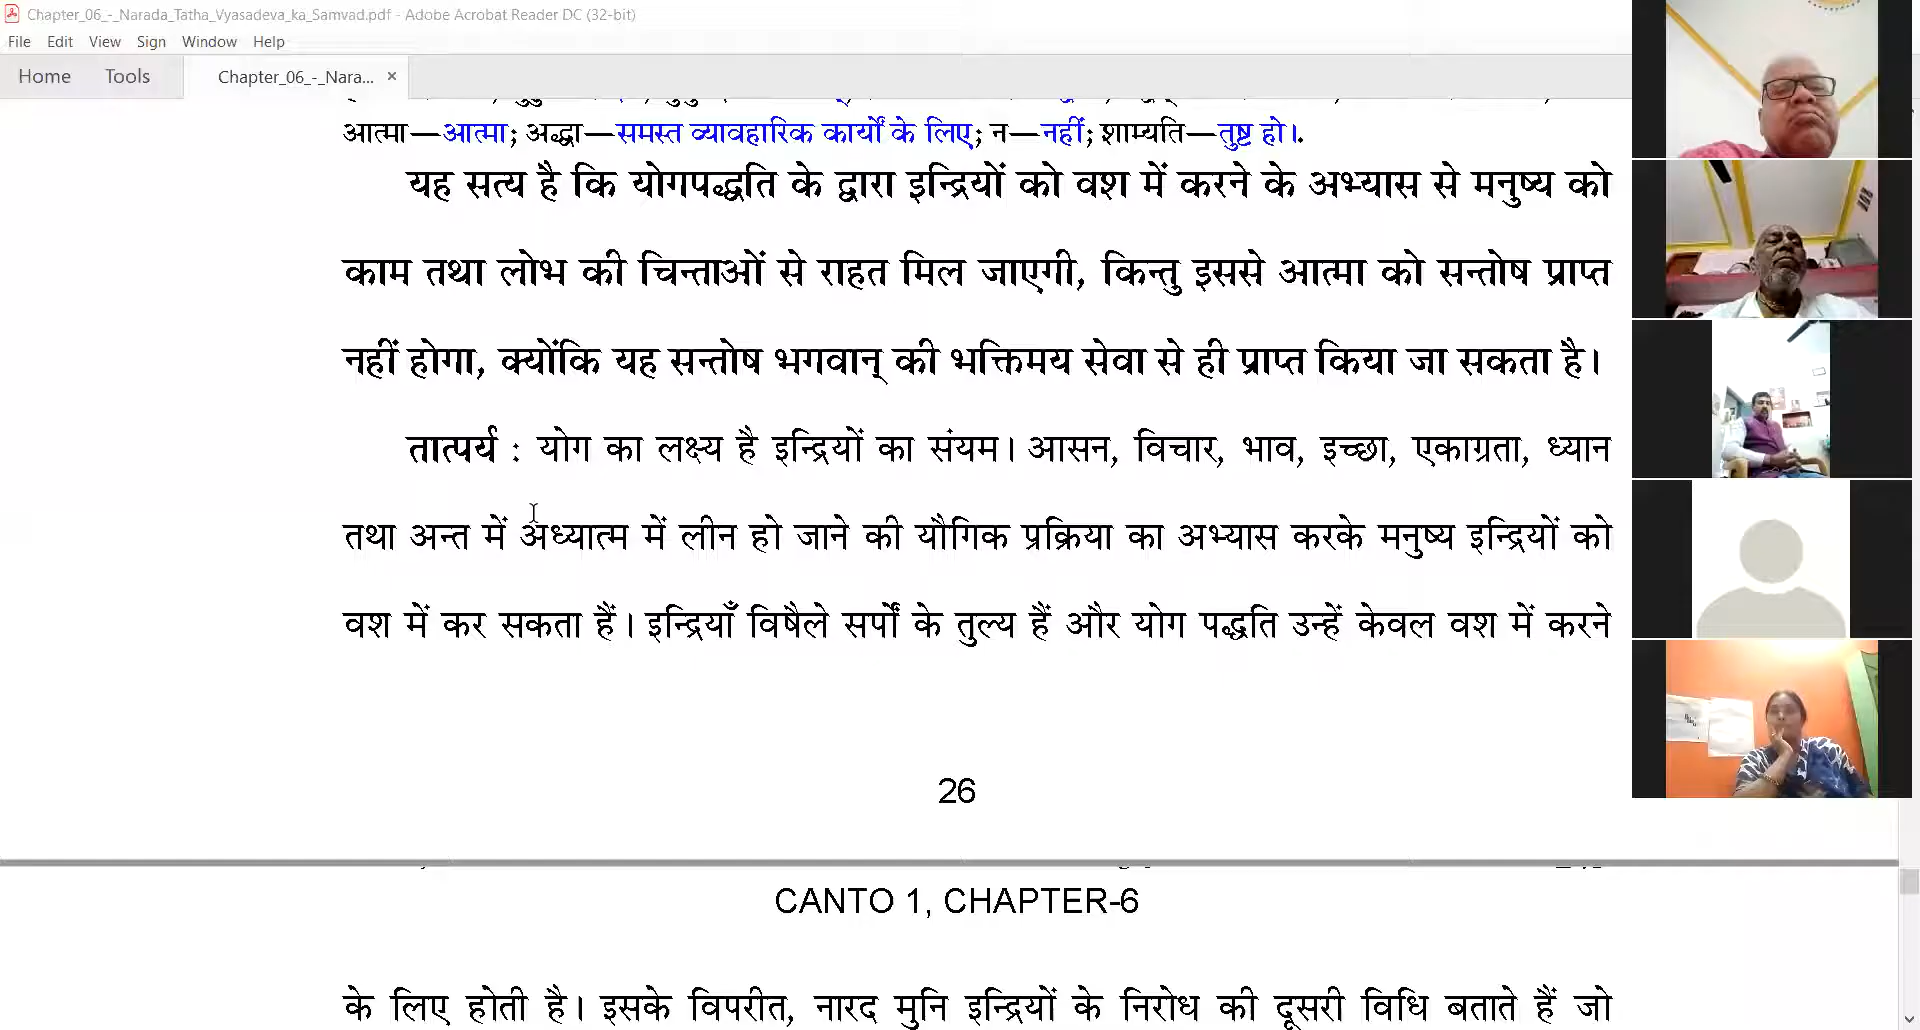 Chapter_06_-_Narada_Tatha_Vyasadeva_ka_Samvad.pdf - Adobe Acrobat Reader DC (32-bit)
File Edit View Sign Window Help
Home Tools Chapter_06_-_Nara... ×
आत्मा—आत्मा; अद्धा—समस्त व्यावहारिक कार्यों के लिए; न—नहीं; शाम्यति—तुष्ट हो।.
यह सत्य है कि योगपद्धति के द्वारा इन्द्रियों को वश में करने के अभ्यास से मनुष्य को
काम तथा लोभ की चिन्ताओं से राहत मिल जाएगी, किन्तु इससे आत्मा को सन्तोष प्राप्त
नहीं होगा, क्योंकि यह सन्तोष भगवान् की भक्तिमय सेवा से ही प्राप्त किया जा सकता है।
तात्पर्य : योग का लक्ष्य है इन्द्रियों का संयम। आसन, विचार, भाव, इच्छा, एकाग्रता, ध्यान
तथा अन्त में अध्यात्म में लीन हो जाने की यौगिक प्रक्रिया का अभ्यास करके मनुष्य इन्द्रियों को
वश में कर सकता हैं। इन्द्रियाँ विषैले सर्पों के तुल्य हैं और योग पद्धति उन्हें केवल वश में करने
26
CANTO 1, CHAPTER-6
के लिए होती है। इसके विपरीत, नारद मुनि इन्द्रियों के निरोध की दूसरी विधि बताते हैं जो